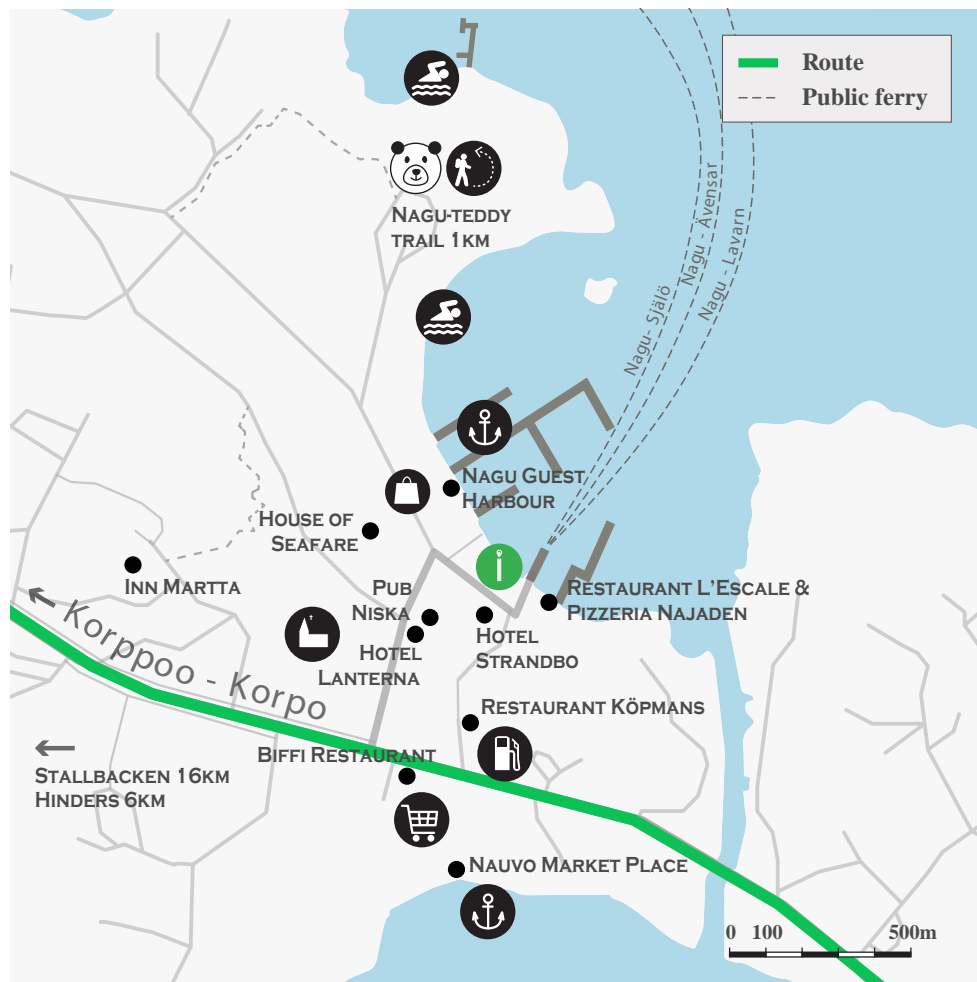 Route
Public ferry
Nagu-teddy
trail 1km
Nagu - Själö
Nagu - Åvensar
Nagu - Lavarn
Nagu Guest
Harbour
House of
Seafare
Inn Martta
Pub
Niska
Restaurant L'Escale &
Pizzeria Najaden
Hotel
Lanterna
Hotel
Strandbo
Korppoo - Korpo
Restaurant Köpmans
Biffi Restaurant
Stallbacken 16km
Hinders 6km
Nauvo Market Place
0 100 500m